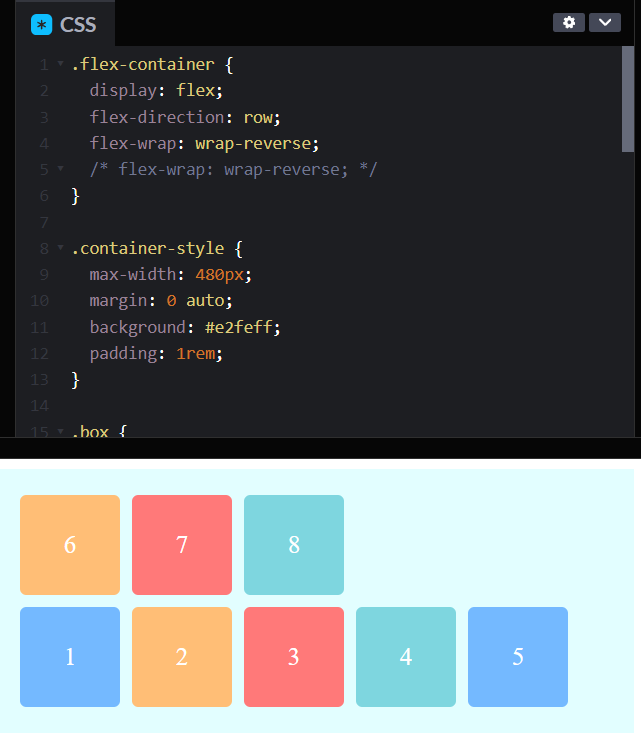 * CSS
1 .flex-container {
2 display: flex;
3 flex-direction: row;
4 flex-wrap: wrap-reverse;
5 /* flex-wrap: wrap-reverse; */
6 }
7
8 .container-style {
9 max-width: 480px;
10 margin: 0 auto;
11 background: #e2feff;
12 padding: 1rem;
13 }
14
15 .box {
6 7 8
1 2 3 4 5